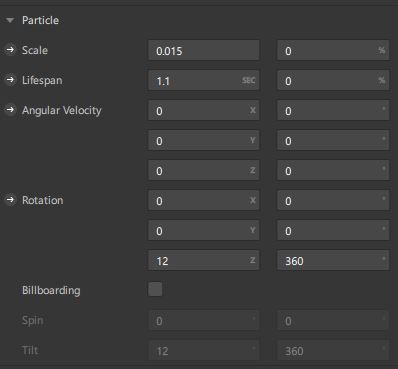 Particle
Scale 0.015 0 %
Lifespan 1.1 SEC 0 %
Angular Velocity 0 X 0 °
0 Y 0 °
0 Z 0 °
Rotation 0 X 0 °
0 Y 0 °
12 Z 360 °
Billboarding
Spin 0 ° 0 °
Tilt 12 ° 360 °